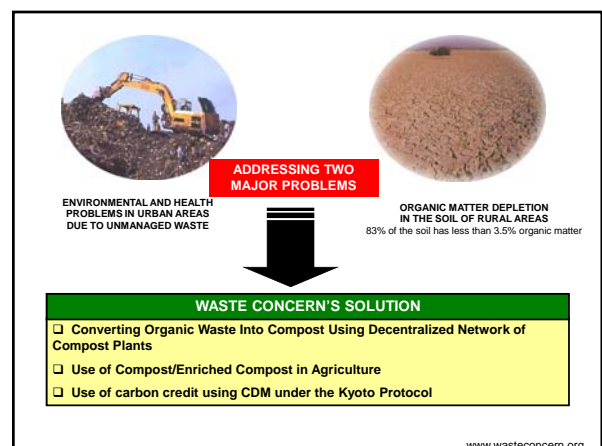 ADDRESSING TWO
MAJOR PROBLEMS
ENVIRONMENTAL AND HEALTH
PROBLEMS IN URBAN AREAS
DUE TO UNMANAGED WASTE
ORGANIC MATTER DEPLETION
IN THE SOIL OF RURAL AREAS
83% of the soil has less than 3.5% organic matter
WASTE CONCERN'S SOLUTION
❑ Converting Organic Waste Into Compost Using Decentralized Network of
Compost Plants
❑ Use of Compost/Enriched Compost in Agriculture
❑ Use of carbon credit using CDM under the Kyoto Protocol
www.wasteconcern.org